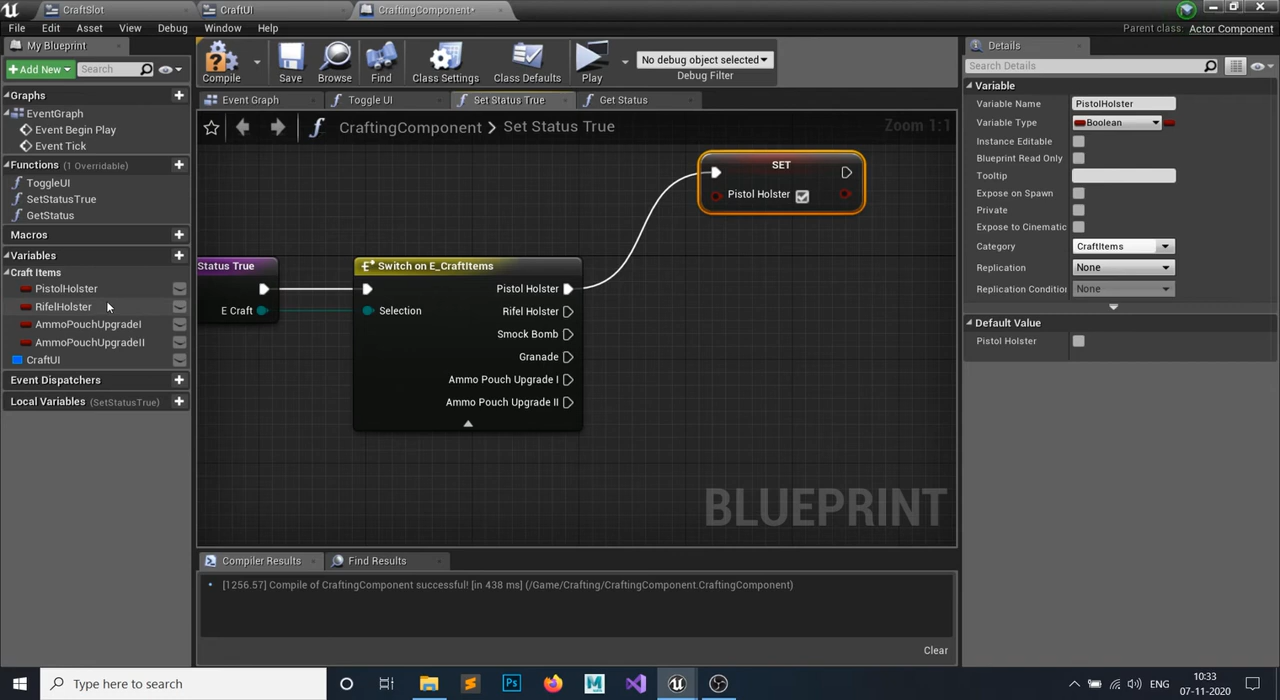 CraftSlot
CraftUI
CraftingComponent*
File Edit Asset View Debug Window Help
Parent class: Actor Component
My Blueprint
Details
Add New
Search
Compile
Save
Browse
Find
Class Settings
Class Defaults
Play
No debug object selected
Debug Filter
Search Details
Event Graph
Toggle UI
Set Status True
Get Status
CraftingComponent > Set Status True
Zoom 1:1
Graphs
EventGraph
Event Begin Play
Event Tick
Functions (1 Overridable)
ToggleUI
SetStatusTrue
GetStatus
Macros
Variables
Craft Items
PistolHolster
RifelHolster
AmmoPouchUpgradeI
AmmoPouchUpgradeII
CraftUI
Event Dispatchers
Local Variables (SetStatusTrue)
SET
Pistol Holster
Status True
E Craft
Switch on E_CraftItems
Selection
Pistol Holster
Rifel Holster
Smock Bomb
Granade
Ammo Pouch Upgrade I
Ammo Pouch Upgrade II
BLUEPRINT
Variable
Variable Name PistolHolster
Variable Type Boolean
Instance Editable
Blueprint Read Only
Tooltip
Expose on Spawn
Private
Expose to Cinematic
Category CraftItems
Replication None
Replication Condition None
Default Value
Pistol Holster
Compiler Results
Find Results
[1256.57] Compile of CraftingComponent successful! [in 438 ms] (/Game/Crafting/CraftingComponent.CraftingComponent)
Clear
Type here to search
ENG
10:33
07-11-2020